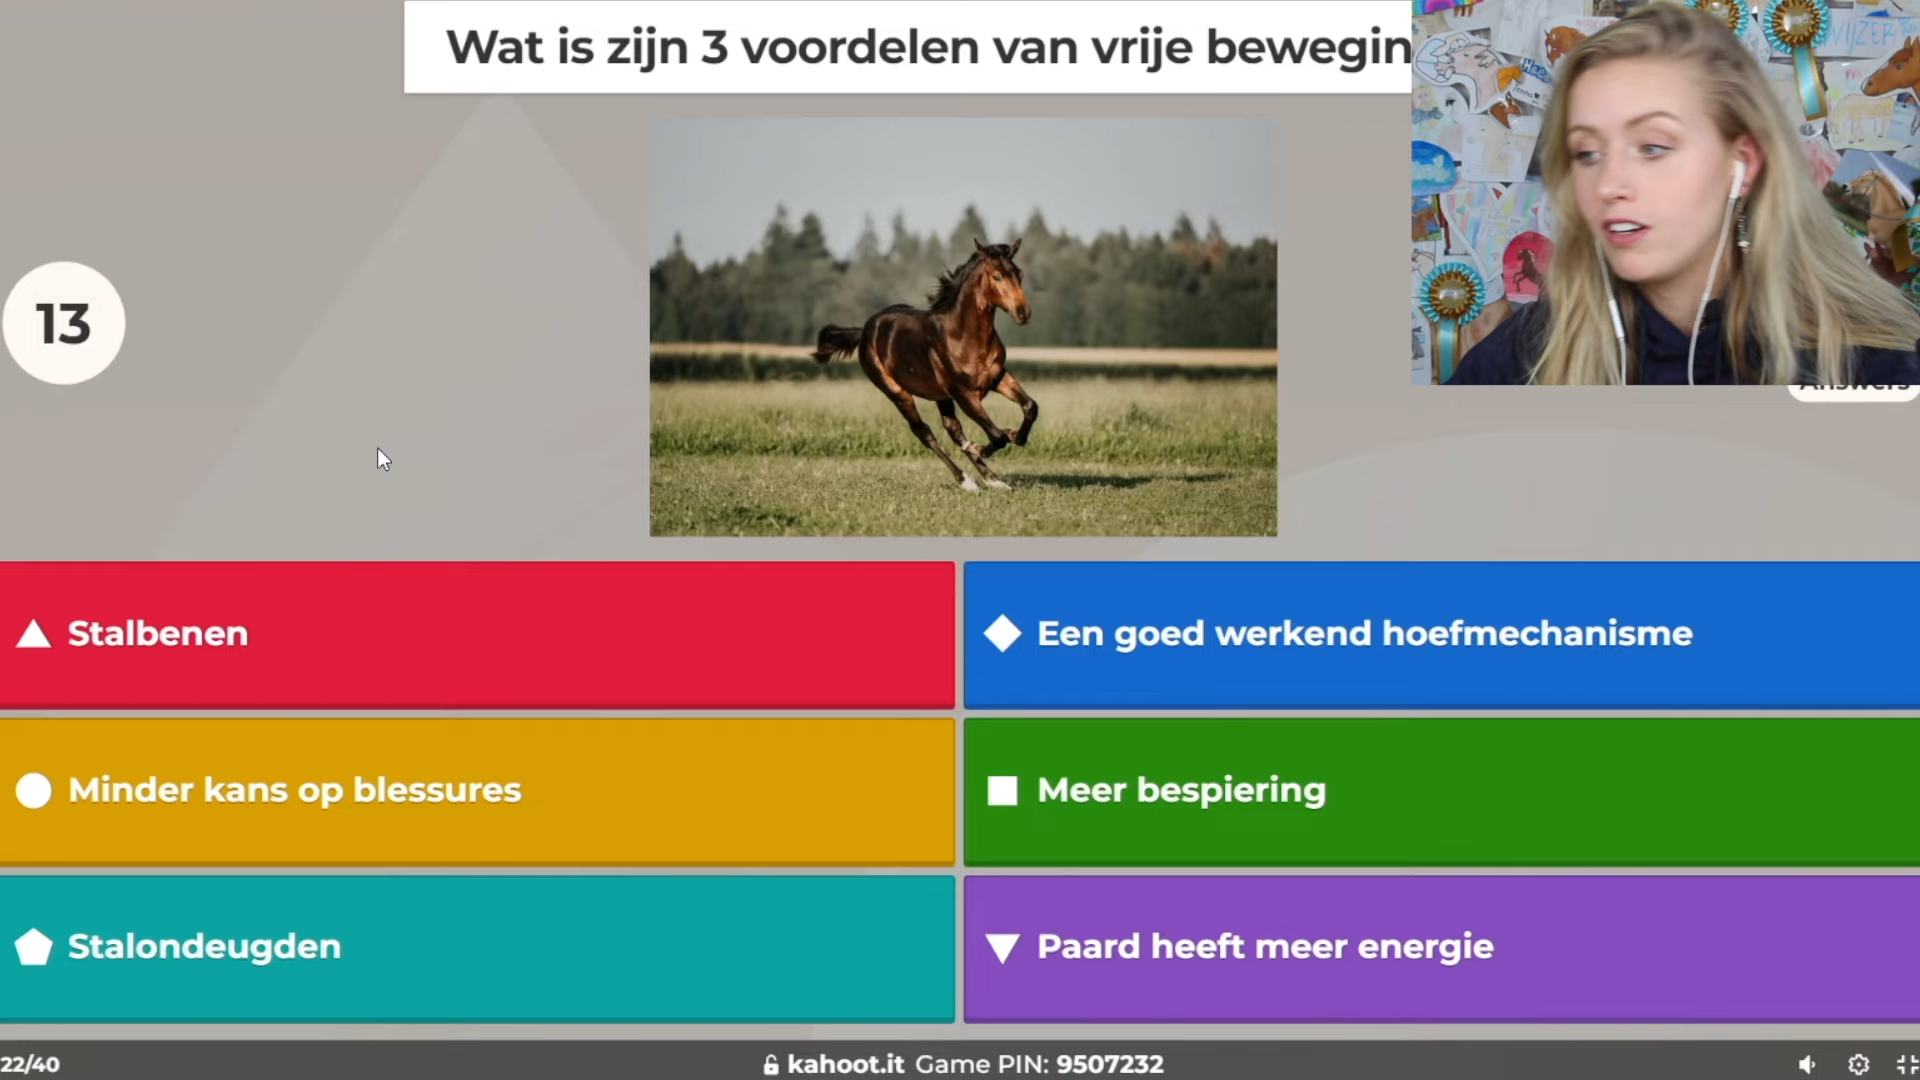 Wat is zijn 3 voordelen van vrije bewegin
13
Answers
Stalbenen
Een goed werkend hoefmechanisme
Minder kans op blessures
Meer bespiering
Stalondeugden
Paard heeft meer energie
22/40
kahoot.it Game PIN: 9507232